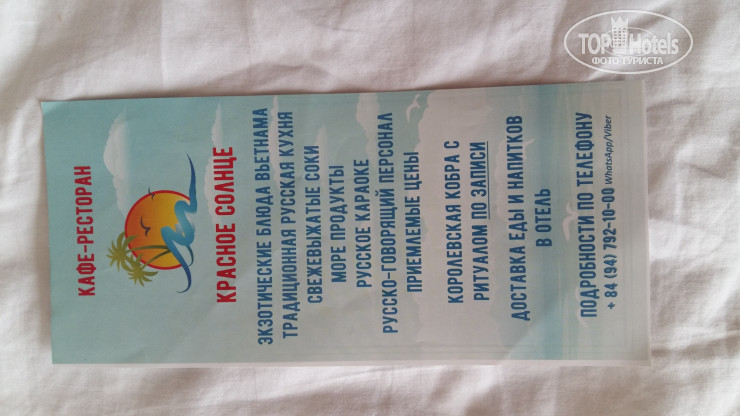 КАФЕ-РЕСТОРАН
КРАСНОЕ СОЛНЦЕ
ЭКЗОТИЧЕСКИЕ БЛЮДА ВЬЕТНАМА
ТРАДИЦИОННАЯ РУССКАЯ КУХНЯ
СВЕЖЕВЫЖАТЫЕ СОКИ
МОРЕ ПРОДУКТЫ
РУССКОЕ КАРАОКЕ
РУССКО-ГОВОРЯЩИЙ ПЕРСОНАЛ
ПРИЕМЛЕМЫЕ ЦЕНЫ
КОРОЛЕВСКАЯ КОБРА С
РИТУАЛОМ ПО ЗАПИСИ
ДОСТАВКА ЕДЫ И НАПИТКОВ
В ОТЕЛЬ
ПОДРОБНОСТИ ПО ТЕЛЕФОНУ
+ 84 (94) 792-10-00 WhatsApp/Viber
TOP Hotels
ФОТО ТУРИСТА